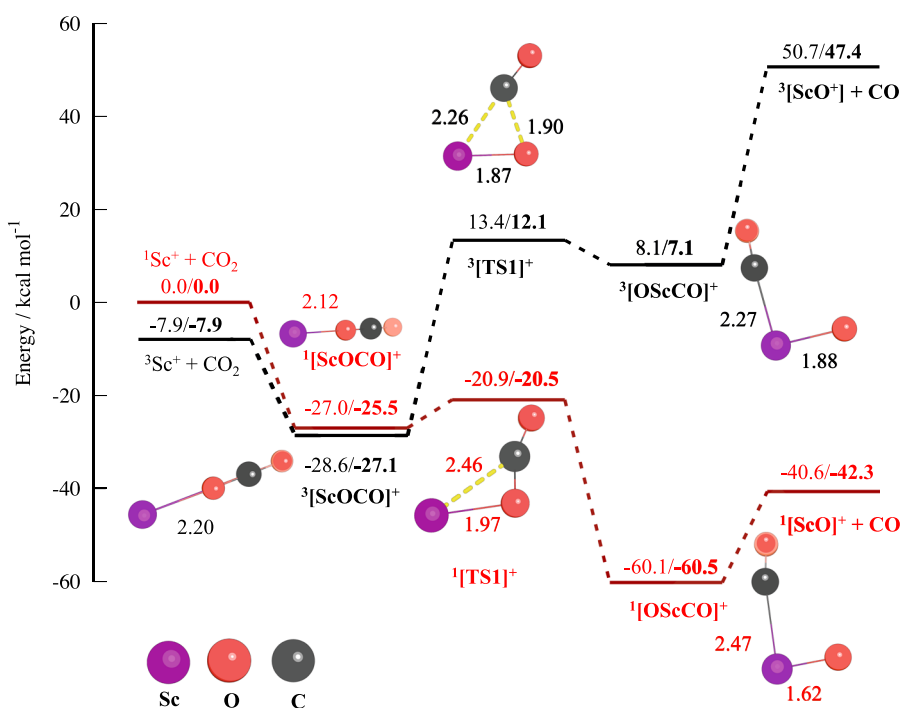 60
40
20
0
-20
-40
-60
Energy / kcal mol⁻¹
¹Sc⁺ + CO₂
0.0/0.0
-7.9/-7.9
³Sc⁺ + CO₂
2.12
¹[ScOCO]⁺
-27.0/-25.5
-28.6/-27.1
³[ScOCO]⁺
2.20
2.26
1.90
1.87
13.4/12.1
³[TS1]⁺
-20.9/-20.5
2.46
1.97
¹[TS1]⁺
8.1/7.1
³[OScCO]⁺
50.7/47.4
³[ScO⁺] + CO
2.27
1.88
-60.1/-60.5
¹[OScCO]⁺
-40.6/-42.3
¹[ScO]⁺ + CO
2.47
1.62
Sc O C